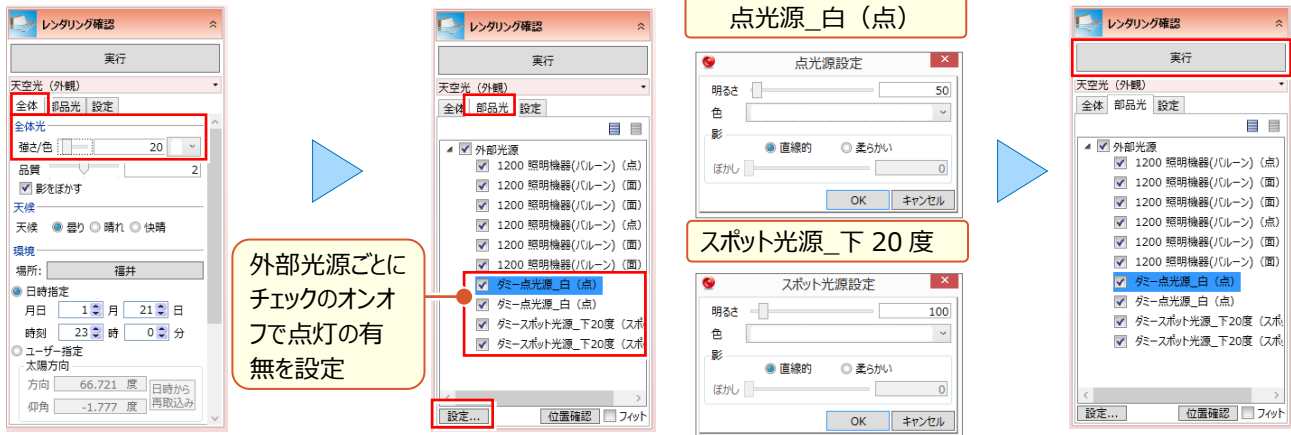 レンダリング確認
実行
天空光（外観）
全体 部品光 設定
全体光
強さ/色 20
品質 2
影をぼかす
天候
天候 曇り 晴れ 快晴
環境
場所: 福井
日時指定
月日 1 月 21 日
時刻 23 時 0 分
ユーザー指定
太陽方向
方向 66.721 度
仰角 -1.777 度
日時から
再取込み
外部光源ごとに
チェックのオンオ
フで点灯の有
無を設定
レンダリング確認
実行
天空光（外観）
全体 部品光 設定
外部光源
1200 照明機器(バルーン)（点）
1200 照明機器(バルーン)（面）
1200 照明機器(バルーン)（面）
1200 照明機器(バルーン)（点）
1200 照明機器(バルーン)（面）
1200 照明機器(バルーン)（面）
ダミー点光源_白（点）
ダミー点光源_白（点）
ダミースポット光源_下20度（スポ
ダミースポット光源_下20度（スポ
設定... 位置確認 フィット
点光源_白（点）
点光源設定
明るさ 50
色
影
直線的 柔らかい
ぼかし 0
OK キャンセル
スポット光源_下 20 度
スポット光源設定
明るさ 100
色
影
直線的 柔らかい
ぼかし 0
OK キャンセル
レンダリング確認
実行
天空光（外観）
全体 部品光 設定
外部光源
1200 照明機器(バルーン)（点）
1200 照明機器(バルーン)（面）
1200 照明機器(バルーン)（面）
1200 照明機器(バルーン)（点）
1200 照明機器(バルーン)（面）
1200 照明機器(バルーン)（面）
ダミー点光源_白（点）
ダミー点光源_白（点）
ダミースポット光源_下20度（スポ
ダミースポット光源_下20度（スポ
設定... 位置確認 フィット